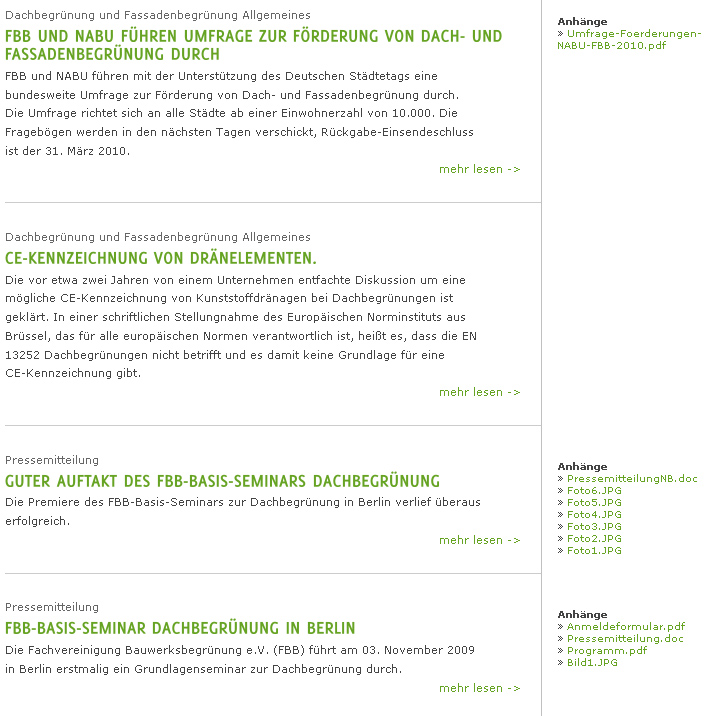 Dachbegrünung und Fassadenbegrünung Allgemeines
FBB UND NABU FÜHREN UMFRAGE ZUR FÖRDERUNG VON DACH- UND
FASSADENBEGRÜNUNG DURCH
FBB und NABU führen mit der Unterstützung des Deutschen Städtetags eine
bundesweite Umfrage zur Förderung von Dach- und Fassadenbegrünung durch.
Die Umfrage richtet sich an alle Städte ab einer Einwohnerzahl von 10.000. Die
Fragebögen werden in den nächsten Tagen verschickt, Rückgabe-Einsendeschluss
ist der 31. März 2010.
mehr lesen ->
Anhänge
» Umfrage-Foerderungen-
NABU-FBB-2010.pdf
Dachbegrünung und Fassadenbegrünung Allgemeines
CE-KENNZEICHNUNG VON DRÄNELEMENTEN.
Die vor etwa zwei Jahren von einem Unternehmen entfachte Diskussion um eine
mögliche CE-Kennzeichnung von Kunststoffdränagen bei Dachbegrünungen ist
geklärt. In einer schriftlichen Stellungnahme des Europäischen Norminstituts aus
Brüssel, das für alle europäischen Normen verantwortlich ist, heißt es, dass die EN
13252 Dachbegrünungen nicht betrifft und es damit keine Grundlage für eine
CE-Kennzeichnung gibt.
mehr lesen ->
Pressemitteilung
GUTER AUFTAKT DES FBB-BASIS-SEMINARS DACHBEGRÜNUNG
Die Premiere des FBB-Basis-Seminars zur Dachbegrünung in Berlin verlief überaus
erfolgreich.
mehr lesen ->
Anhänge
» PressemitteilungNB.doc
» Foto6.JPG
» Foto5.JPG
» Foto4.JPG
» Foto3.JPG
» Foto2.JPG
» Foto1.JPG
Pressemitteilung
FBB-BASIS-SEMINAR DACHBEGRÜNUNG IN BERLIN
Die Fachvereinigung Bauwerksbegrünung e.V. (FBB) führt am 03. November 2009
in Berlin erstmalig ein Grundlagenseminar zur Dachbegrünung durch.
mehr lesen ->
Anhänge
» Anmeldeformular.pdf
» Pressemitteilung.doc
» Programm.pdf
» Bild1.JPG